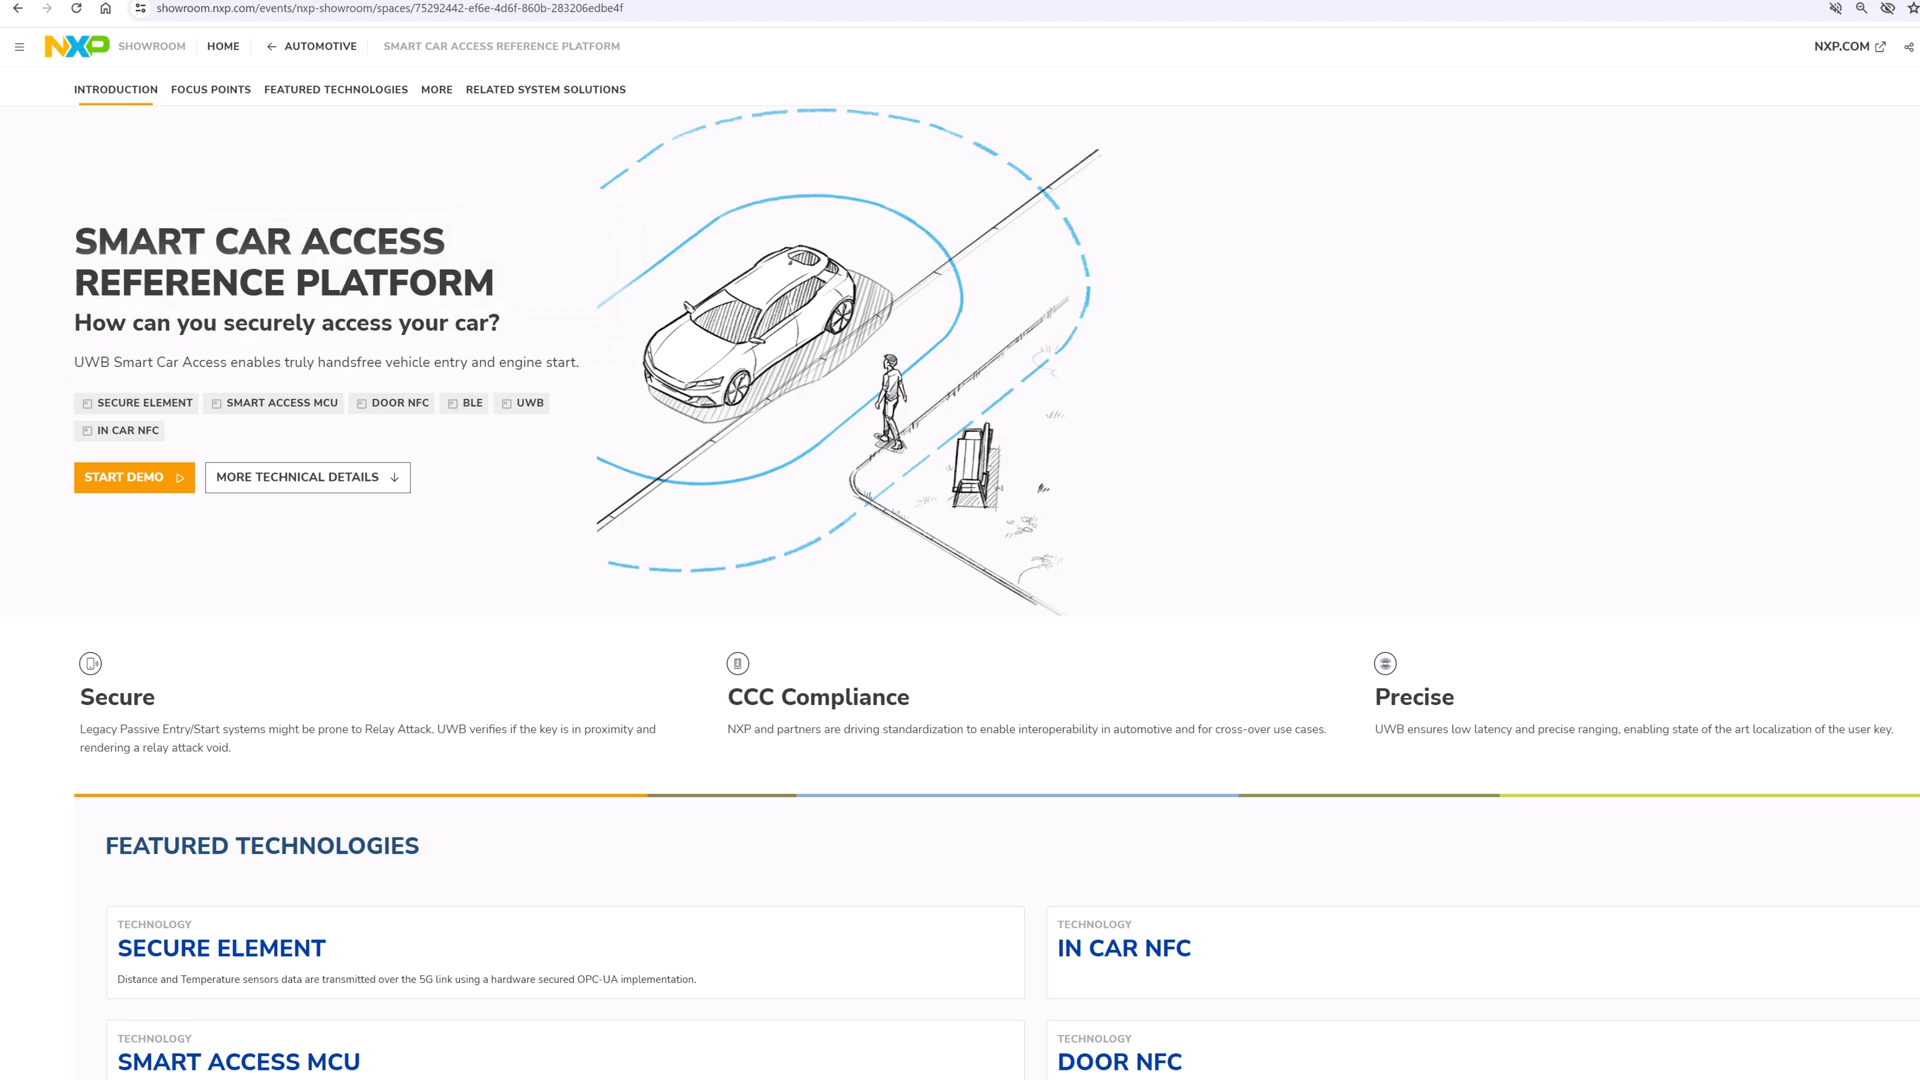 showroom.nxp.com/events/nxp-showroom/spaces/75292442-ef6e-4d6f-860b-283206edbe4f
NXP SHOWROOM HOME AUTOMOTIVE SMART CAR ACCESS REFERENCE PLATFORM NXP.COM
INTRODUCTION FOCUS POINTS FEATURED TECHNOLOGIES MORE RELATED SYSTEM SOLUTIONS
SMART CAR ACCESS
REFERENCE PLATFORM
How can you securely access your car?
UWB Smart Car Access enables truly handsfree vehicle entry and engine start.
SECURE ELEMENT SMART ACCESS MCU DOOR NFC BLE UWB
IN CAR NFC
START DEMO MORE TECHNICAL DETAILS
Secure
Legacy Passive Entry/Start systems might be prone to Relay Attack. UWB verifies if the key is in proximity and
rendering a relay attack void.
CCC Compliance
NXP and partners are driving standardization to enable interoperability in automotive and for cross-over use cases.
Precise
UWB ensures low latency and precise ranging, enabling state of the art localization of the user key.
FEATURED TECHNOLOGIES
TECHNOLOGY
SECURE ELEMENT
Distance and Temperature sensors data are transmitted over the 5G link using a hardware secured OPC-UA implementation.
TECHNOLOGY
IN CAR NFC
TECHNOLOGY
SMART ACCESS MCU
TECHNOLOGY
DOOR NFC